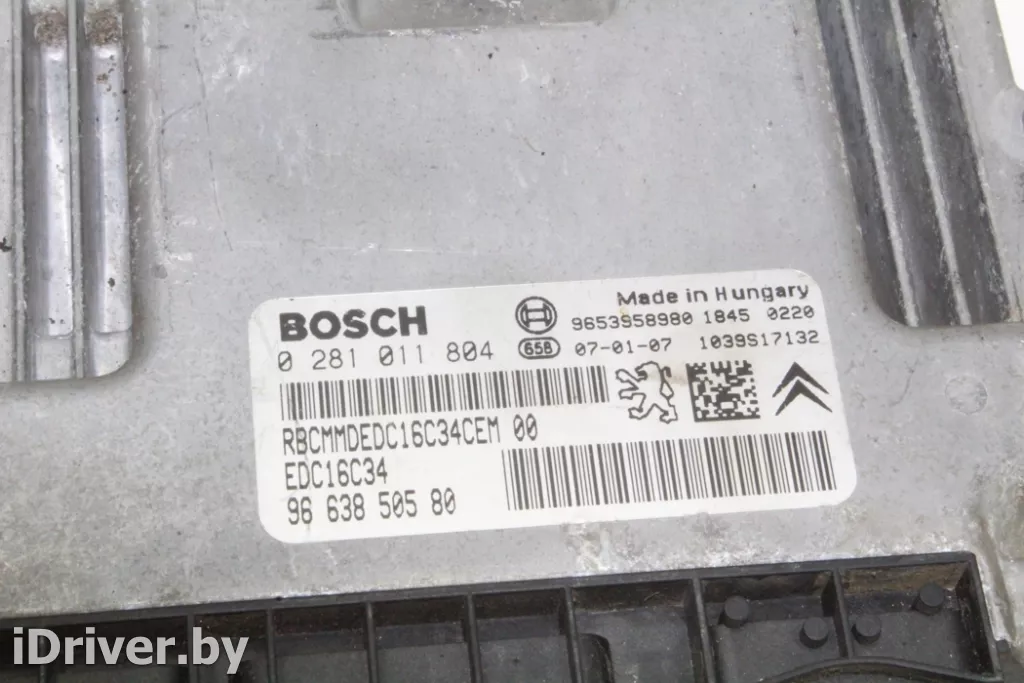 BOSCH
Made in Hungary
9653958980 1845 0220
0 281 011 804 65B 07-01-07 1039S17132
RBCMMDEDC16C34CEM 00
EDC16C34
96 638 505 80
iDriver.by